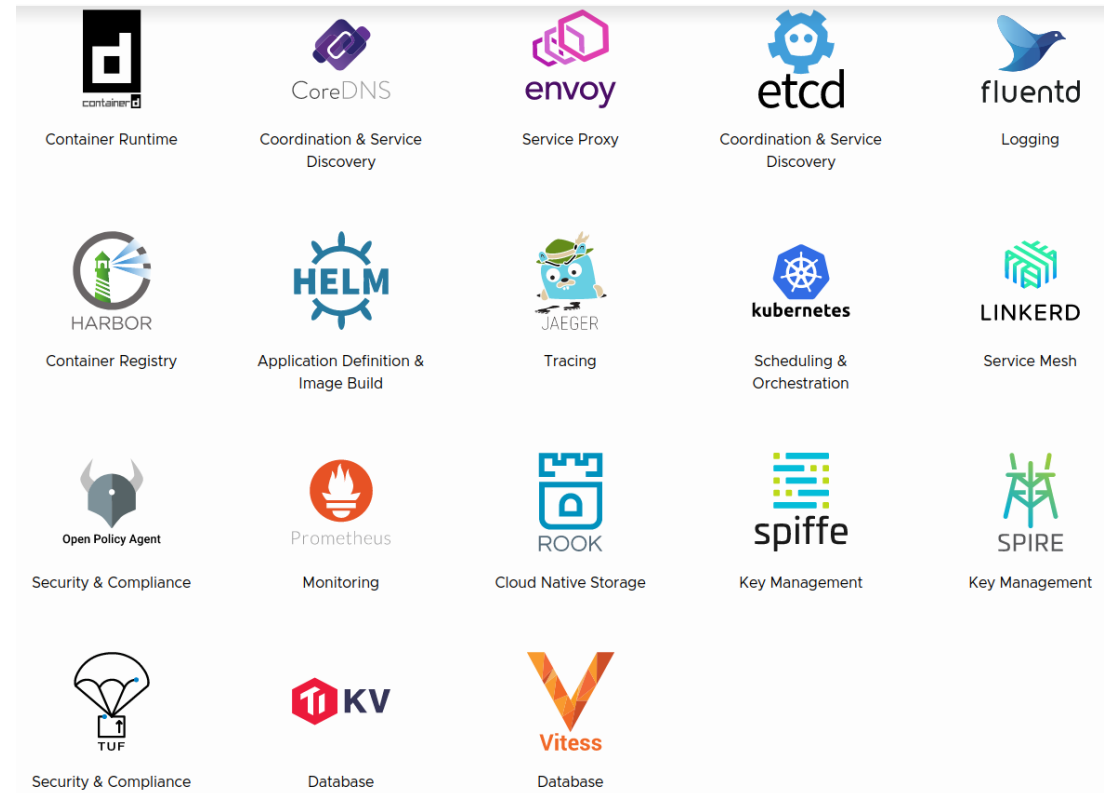 d
containerd
CoreDNS
envoy
etcd
fluentd
Container Runtime
Coordination & Service
Discovery
Service Proxy
Coordination & Service
Discovery
Logging
HARBOR
HELM
JAEGER
kubernetes
LINKERD
Container Registry
Application Definition &
Image Build
Tracing
Scheduling &
Orchestration
Service Mesh
Open Policy Agent
Prometheus
ROOK
spiffe
SPIRE
Security & Compliance
Monitoring
Cloud Native Storage
Key Management
Key Management
TUF
TiKV
Vitess
Security & Compliance
Database
Database